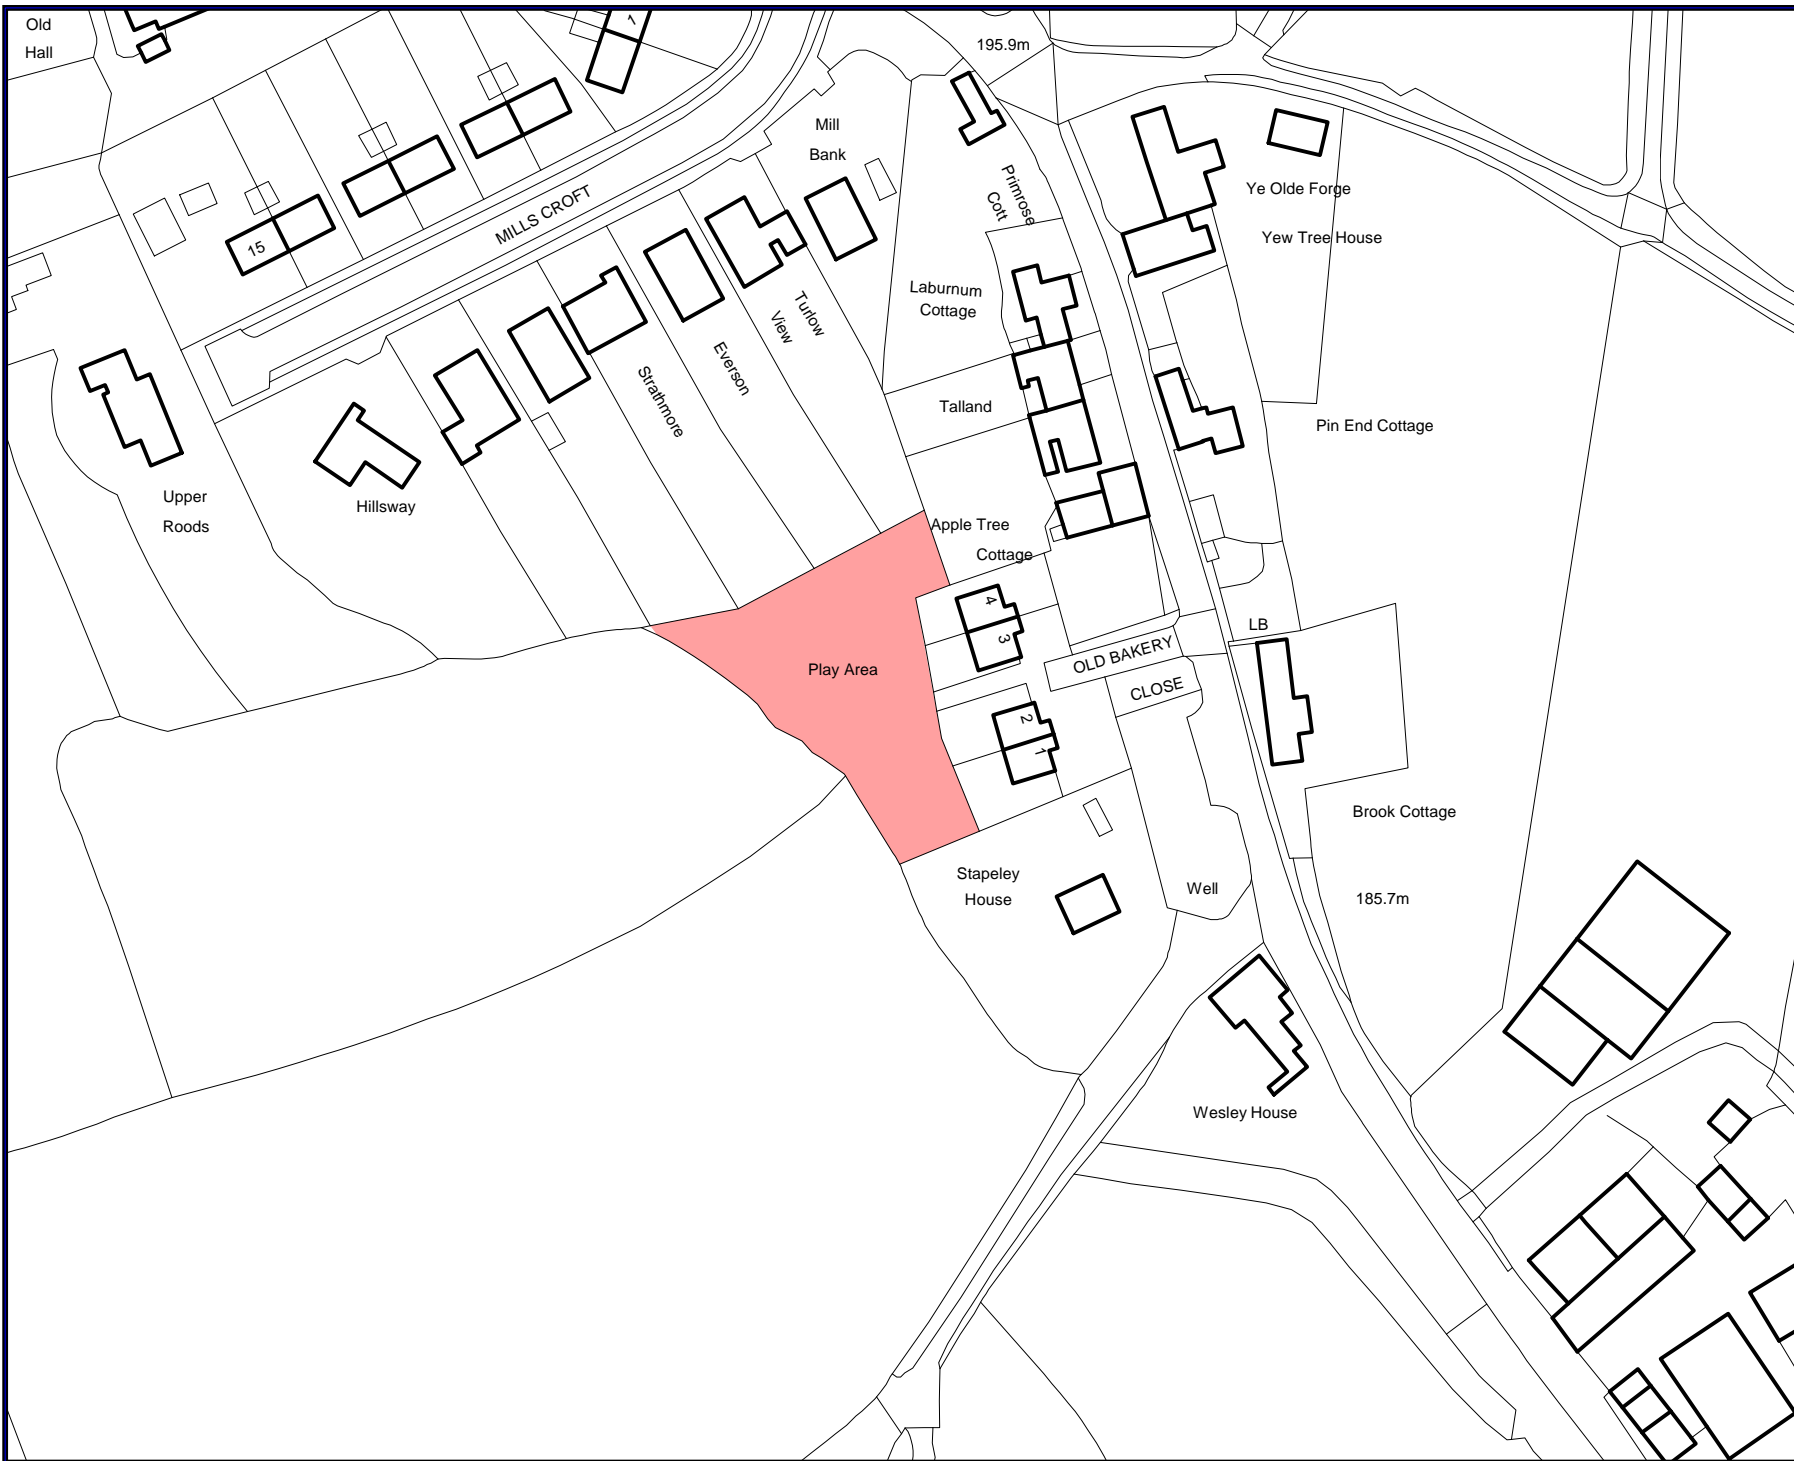 Old
Hall
1
195.9m
Mill
Bank
Primrose
Cott
Ye Olde Forge
Yew Tree House
MILLS CROFT
15
Laburnum
Cottage
Turlow
View
Everson
Strathmore
Talland
Pin End Cottage
Upper
Roods
Hillsway
Apple Tree
Cottage
4
3
LB
OLD BAKERY
CLOSE
Play Area
2
1
Brook Cottage
Stapeley
House
Well
185.7m
Wesley House